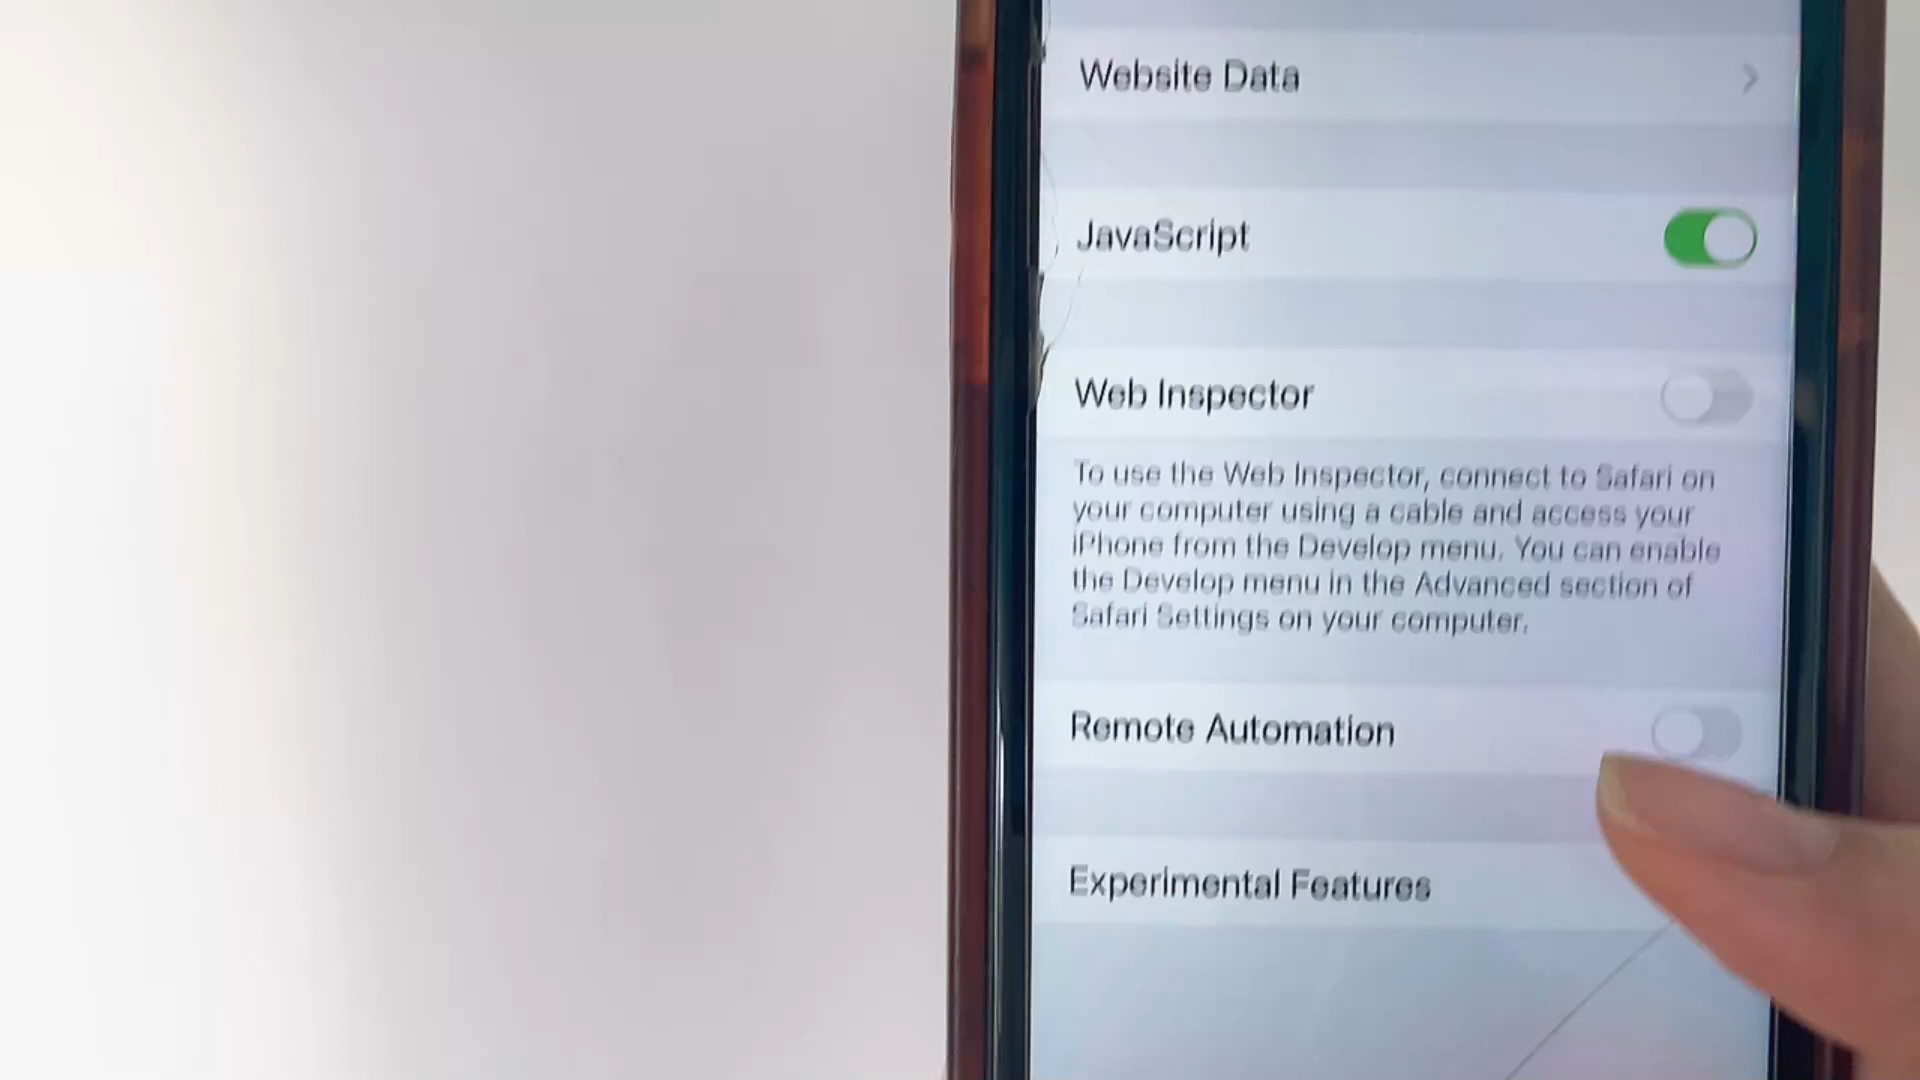 Website Data
JavaScript
Web Inspector
To use the Web Inspector, connect to Safari on
your computer using a cable and access your
iPhone from the Develop menu. You can enable
the Develop menu in the Advanced section of
Safari Settings on your computer.
Remote Automation
Experimental Features